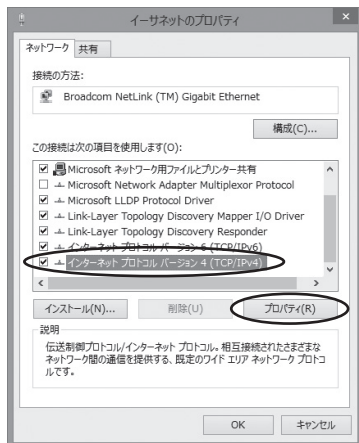 イーサネットのプロパティ
ネットワーク 共有
接続の方法:
Broadcom NetLink (TM) Gigabit Ethernet
構成(C)...
この接続は次の項目を使用します(O):
Microsoft ネットワーク用ファイルとプリンター共有
Microsoft Network Adapter Multiplexor Protocol
Microsoft LLDP Protocol Driver
Link-Layer Topology Discovery Mapper I/O Driver
Link-Layer Topology Discovery Responder
インターネット プロトコル バージョン 6 (TCP/IPv6)
インターネット プロトコル バージョン 4 (TCP/IPv4)
インストール(N)... 削除(U) プロパティ(R)
説明
伝送制御プロトコル/インターネット プロトコル。相互接続されたさまざまな
ネットワーク間の通信を提供する、既定のワイド エリア ネットワーク プロトコ
ルです。
OK キャンセル